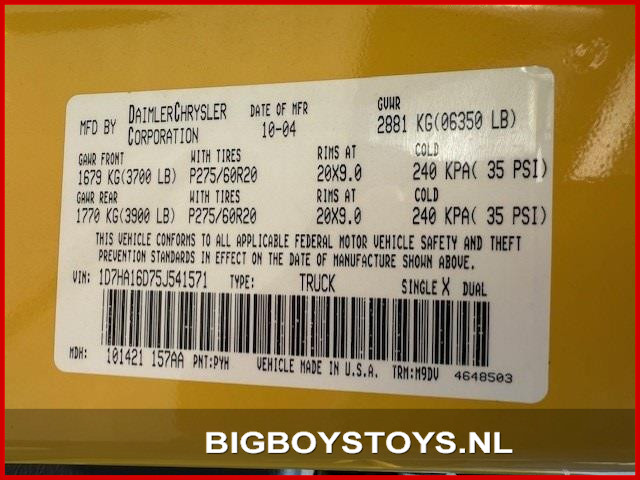 MFD BY DAIMLERCHRYSLER CORPORATION DATE OF MFR 10-04 GVWR 2881 KG(06350 LB)
GAWR FRONT WITH TIRES RIMS AT COLD
1679 KG(3700 LB) P275/60R20 20X9.0 240 KPA( 35 PSI)
GAWR REAR WITH TIRES RIMS AT COLD
1770 KG(3900 LB) P275/60R20 20X9.0 240 KPA( 35 PSI)
THIS VEHICLE CONFORMS TO ALL APPLICABLE FEDERAL MOTOR VEHICLE SAFETY AND THEFT
PREVENTION STANDARDS IN EFFECT ON THE DATE OF MANUFACTURE SHOWN ABOVE.
VIN: 1D7HA16D75J541571 TYPE: TRUCK SINGLE X DUAL
MDH: 101421 157AA PNT:PYH VEHICLE MADE IN U.S.A. TRM:M9DV 4648503
BIGBOYSTOYS.NL